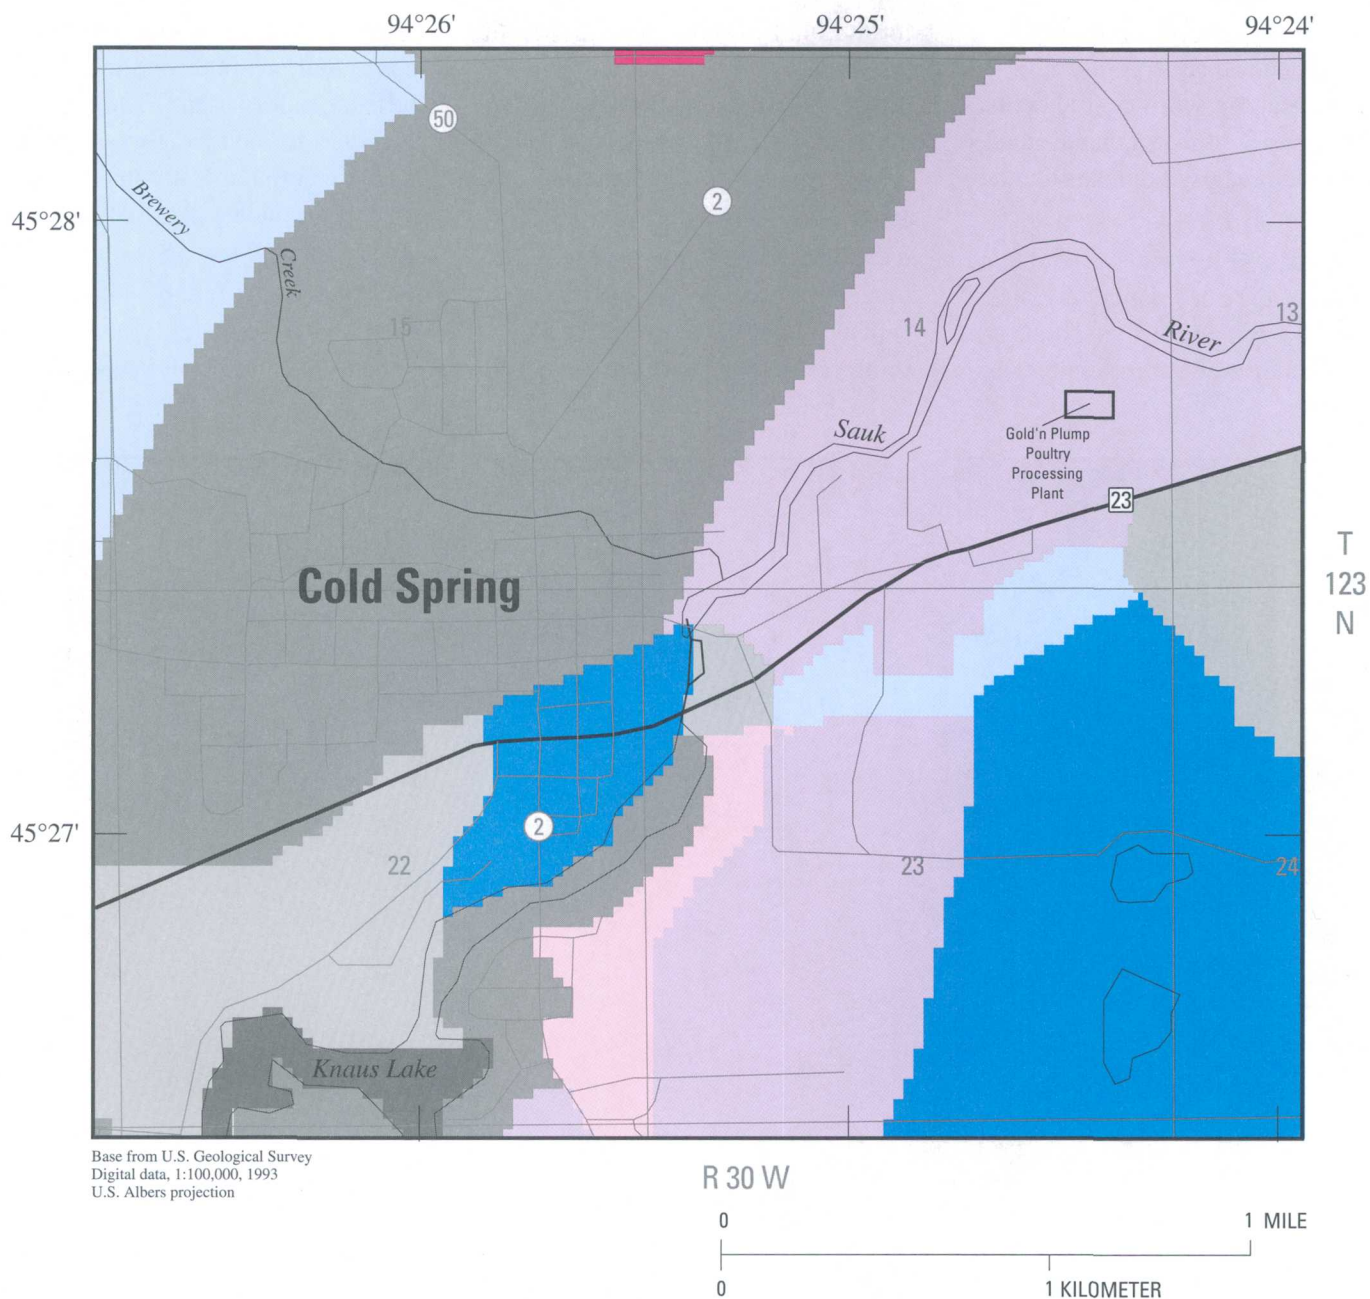 94°26'
94°25'
94°24'
50
Brewery
2
45°28'
Creek
15
14
13
River
Sauk
Gold'n Plump
Poultry
Processing
Plant
23
T
123
N
Cold Spring
45°27'
2
22
23
24
Knaus Lake
Base from U.S. Geological Survey
Digital data, 1:100,000, 1993
U.S. Albers projection
R 30 W
0
1 MILE
0
1 KILOMETER